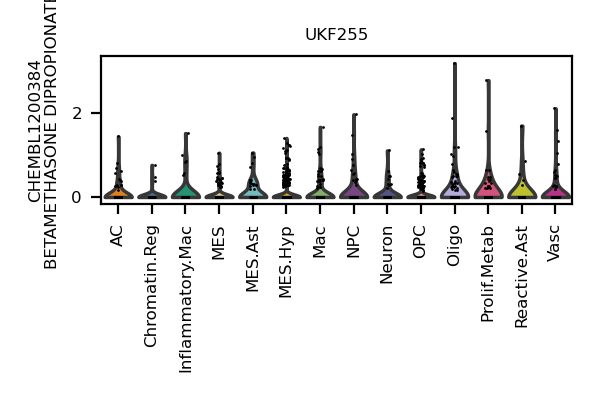 UKF255
CHEMBL1200384
BETAMETHASONE DIPROPIONATE
2
0
AC
Chromatin.Reg
Inflammatory.Mac
MES
MES.Ast
MES.Hyp
Mac
NPC
Neuron
OPC
Oligo
Prolif.Metab
Reactive.Ast
Vasc